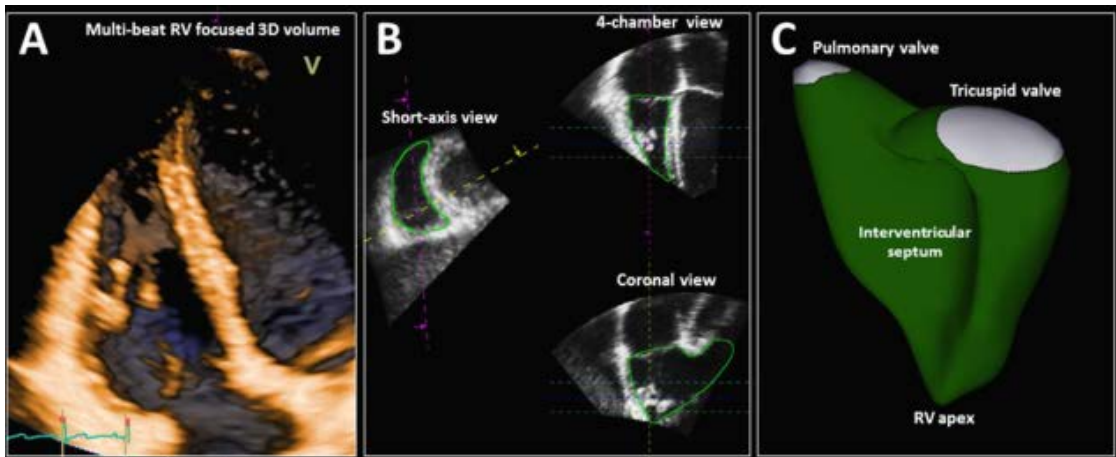 A
Multi-beat RV focused 3D volume
V
B
4-chamber view
Short-axis view
Coronal view
C
Pulmonary valve
Tricuspid valve
Interventricular
septum
RV apex